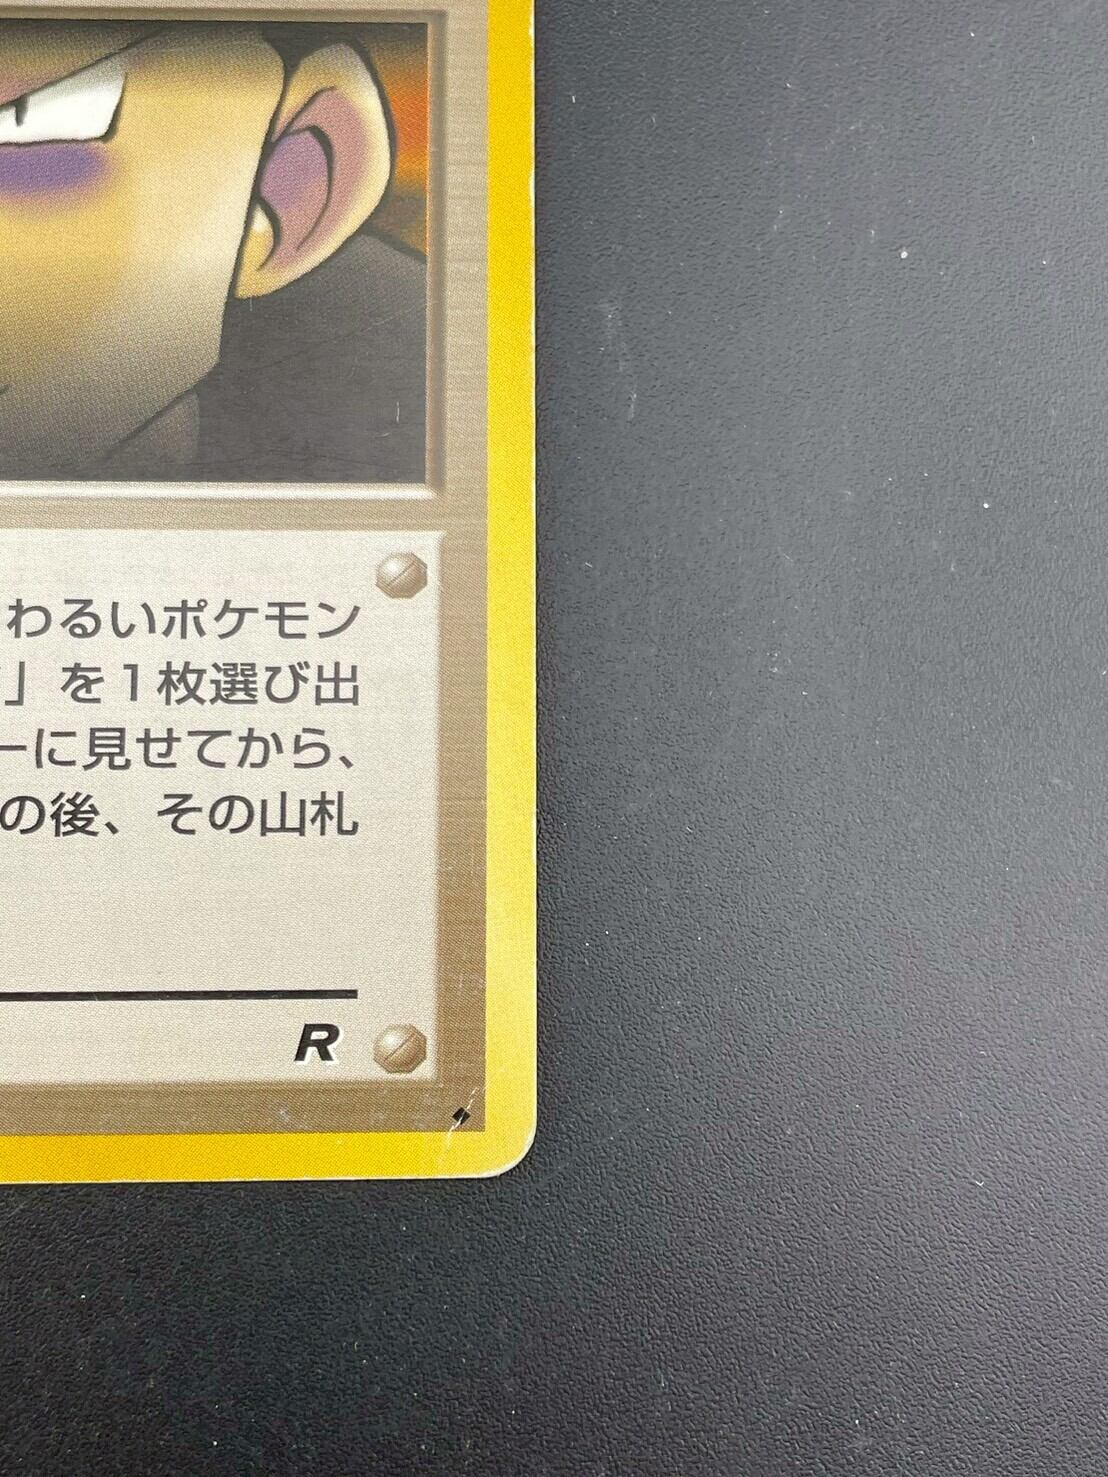 わるいポケモン
」を1枚選び出
ーに見せてから、
の後、その山札
R